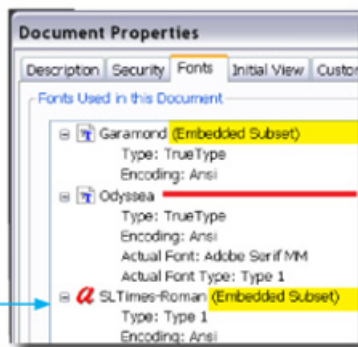 Document Properties
Description Security Fonts Initial View Custo
Fonts Used in this Document
Garamond (Embedded Subset)
Type: TrueType
Encoding: Ansi
Odyssea
Type: TrueType
Encoding: Ansi
Actual Font: Adobe Serif MM
Actual Font Type: Type 1
SLTimes-Roman (Embedded Subset)
Type: Type 1
Encoding: Ansi